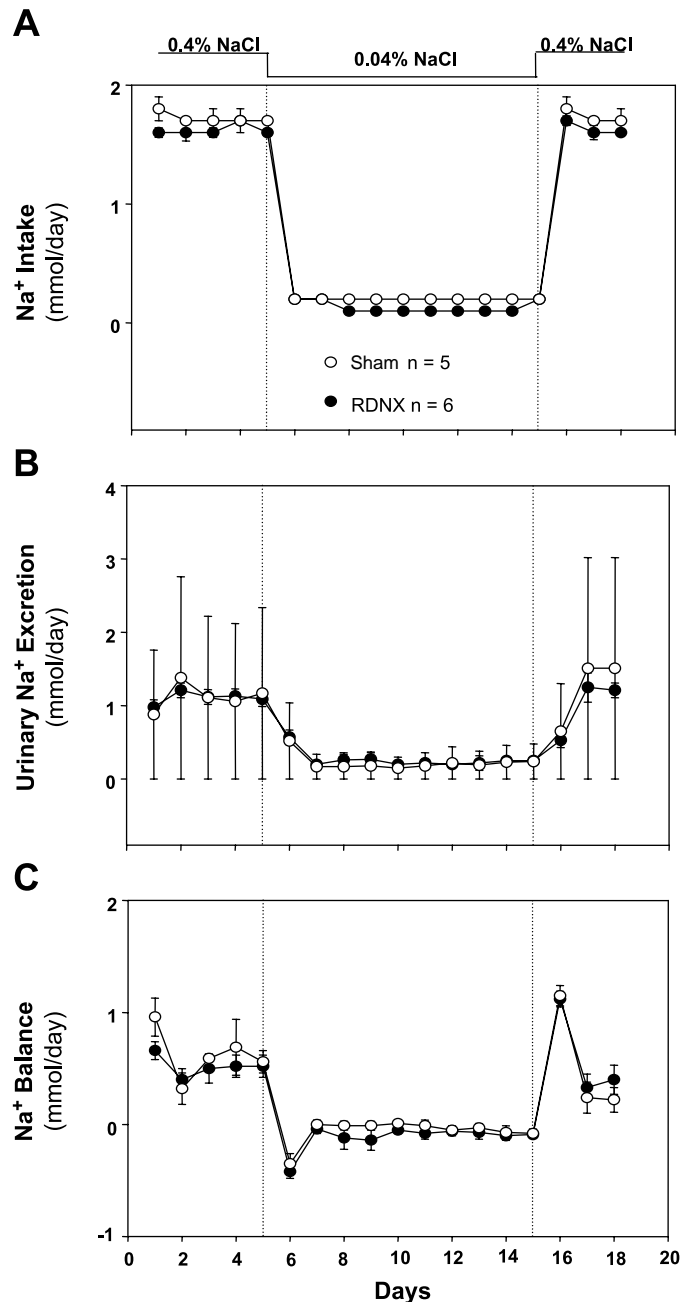 A
0.4% NaCl
0.04% NaCl
0.4% NaCl
2
1
0
Na⁺ Intake
(mmol/day)
Sham n = 5
RDNX n = 6
B
4
3
2
1
0
Urinary Na⁺ Excretion
(mmol/day)
C
2
1
0
-1
Na⁺ Balance
(mmol/day)
0 2 4 6 8 10 12 14 16 18 20
Days